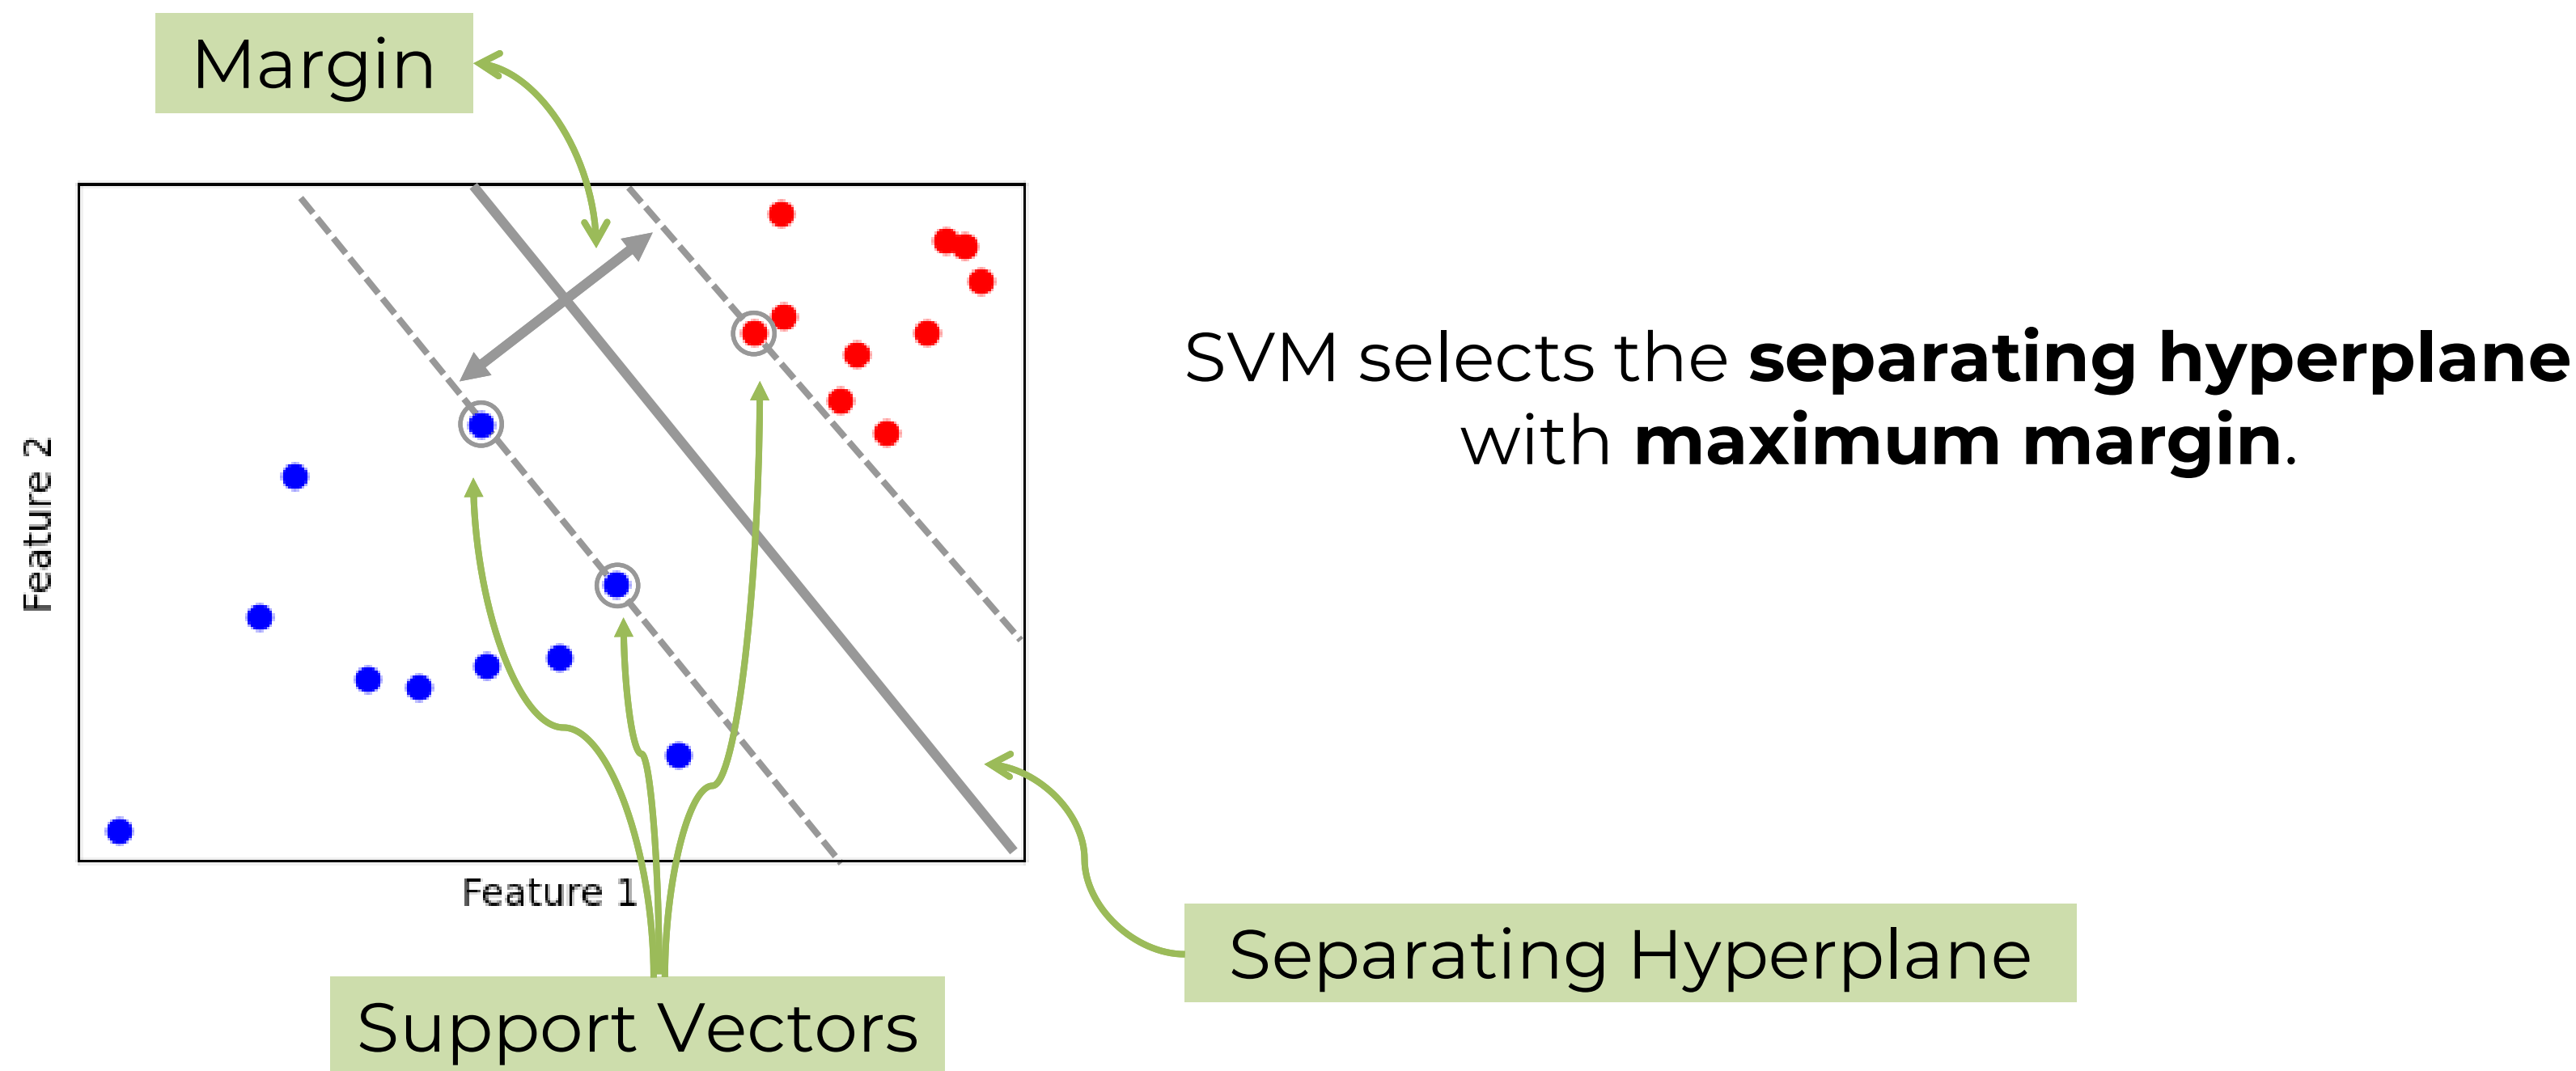 Margin
SVM selects the separating hyperplane
with maximum margin.
Feature 2
Feature 1
Separating Hyperplane
Support Vectors